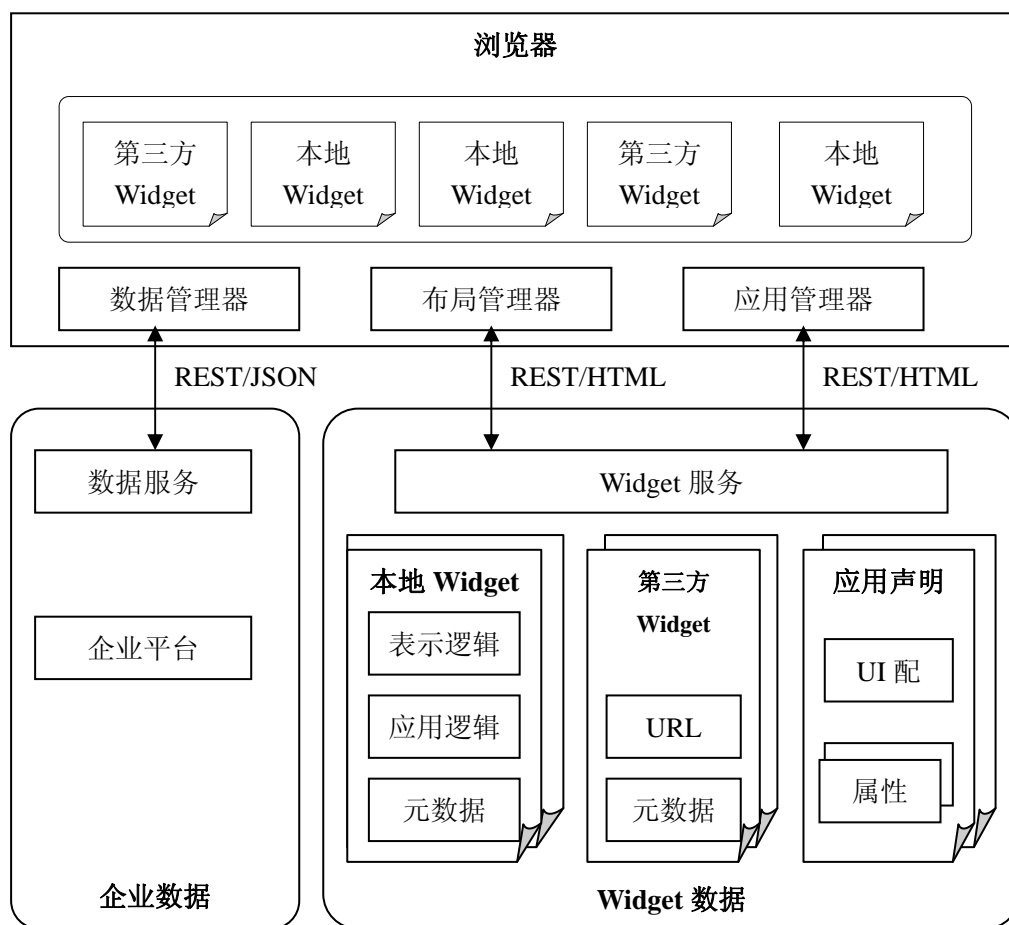 浏览器
第三方
Widget
本地
Widget
本地
Widget
第三方
Widget
本地
Widget
数据管理器
布局管理器
应用管理器
REST/JSON
REST/HTML
REST/HTML
数据服务
企业平台
企业数据
Widget 服务
本地 Widget
表示逻辑
应用逻辑
元数据
第三方
Widget
URL
元数据
应用声明
UI 配
属性
Widget 数据